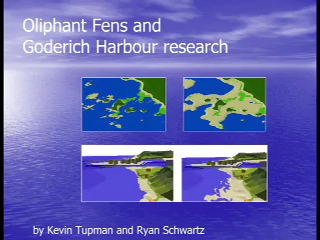 Oliphant Fens and
Goderich Harbour research
by Kevin Tupman and Ryan Schwartz